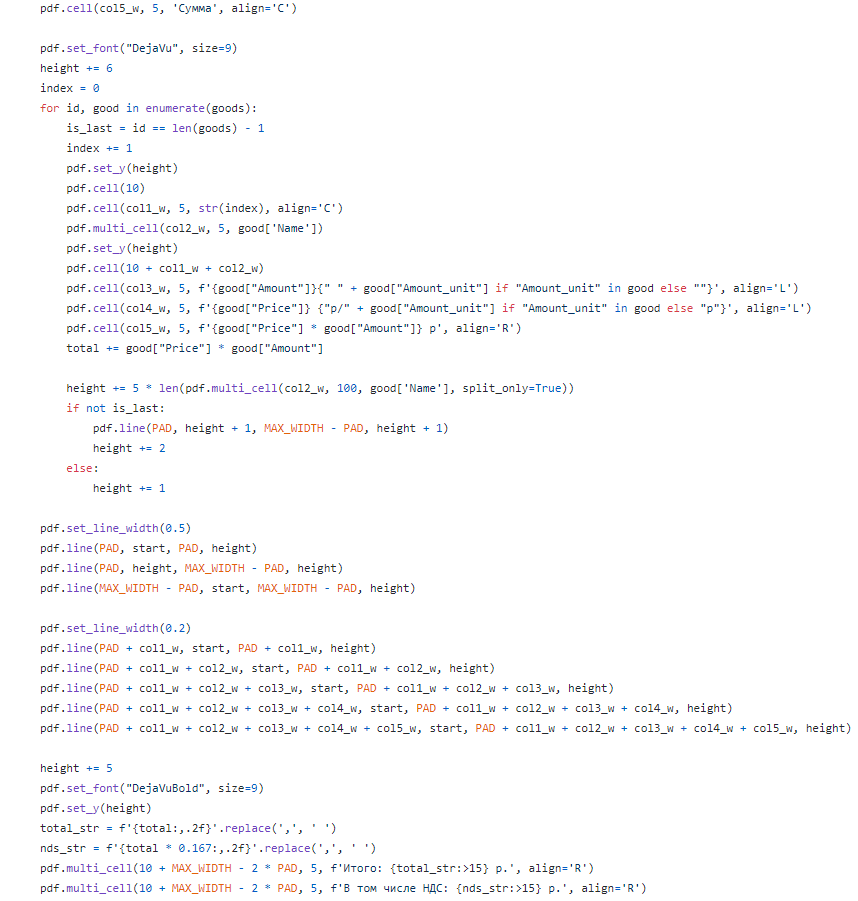 pdf.cell(col5_w, 5, 'Сумма', align='C')
pdf.set_font("DejaVu", size=9)
height += 6
index = 0
for id, good in enumerate(goods):
is_last = id == len(goods) - 1
index += 1
pdf.set_y(height)
pdf.cell(10)
pdf.cell(col1_w, 5, str(index), align='C')
pdf.multi_cell(col2_w, 5, good['Name'])
pdf.set_y(height)
pdf.cell(10 + col1_w + col2_w)
pdf.cell(col3_w, 5, f'{good["Amount"]}{" " + good["Amount_unit"] if "Amount_unit" in good else ""}', align='L')
pdf.cell(col4_w, 5, f'{good["Price"]} {"р/" + good["Amount_unit"] if "Amount_unit" in good else "р"}', align='L')
pdf.cell(col5_w, 5, f'{good["Price"] * good["Amount"]} р', align='R')
total += good["Price"] * good["Amount"]
height += 5 * len(pdf.multi_cell(col2_w, 100, good['Name'], split_only=True))
if not is_last:
pdf.line(PAD, height + 1, MAX_WIDTH - PAD, height + 1)
height += 2
else:
height += 1
pdf.set_line_width(0.5)
pdf.line(PAD, start, PAD, height)
pdf.line(PAD, height, MAX_WIDTH - PAD, height)
pdf.line(MAX_WIDTH - PAD, start, MAX_WIDTH - PAD, height)
pdf.set_line_width(0.2)
pdf.line(PAD + col1_w, start, PAD + col1_w, height)
pdf.line(PAD + col1_w + col2_w, start, PAD + col1_w + col2_w, height)
pdf.line(PAD + col1_w + col2_w + col3_w, start, PAD + col1_w + col2_w + col3_w, height)
pdf.line(PAD + col1_w + col2_w + col3_w + col4_w, start, PAD + col1_w + col2_w + col3_w + col4_w, height)
pdf.line(PAD + col1_w + col2_w + col3_w + col4_w + col5_w, start, PAD + col1_w + col2_w + col3_w + col4_w + col5_w, height)
height += 5
pdf.set_font("DejaVuBold", size=9)
pdf.set_y(height)
total_str = f'{total:,.2f}'.replace(',', ' ')
nds_str = f'{total * 0.167:,.2f}'.replace(',', ' ')
pdf.multi_cell(10 + MAX_WIDTH - 2 * PAD, 5, f'Итого: {total_str:>15} р.', align='R')
pdf.multi_cell(10 + MAX_WIDTH - 2 * PAD, 5, f'В том числе НДС: {nds_str:>15} р.', align='R')